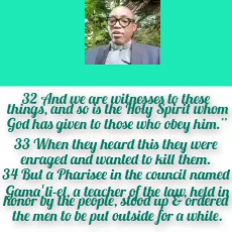 32 And we are witnesses to these
things, and so is the Holy Spirit whom
God has given to those who obey him.”
33 When they heard this they were
enraged and wanted to kill them.
34 But a Pharisee in the council named
Gama'li-el, a teacher of the law, held in
honor by the people, stood up & ordered
the men to be put outside for a while.